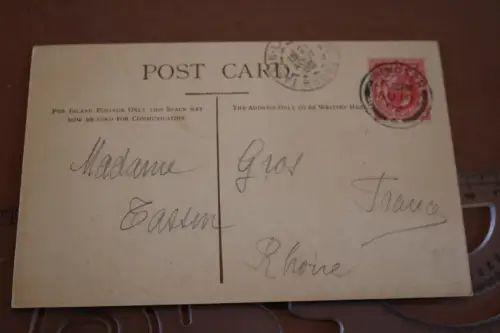 POST CARD
FOR INLAND POSTAGE ONLY THIS SPACE MAY
NOW BE USED FOR COMMUNICATION.
THE ADDRESS ONLY TO BE WRITTEN HERE
Madame
Tassin
Gros
France
Rhône